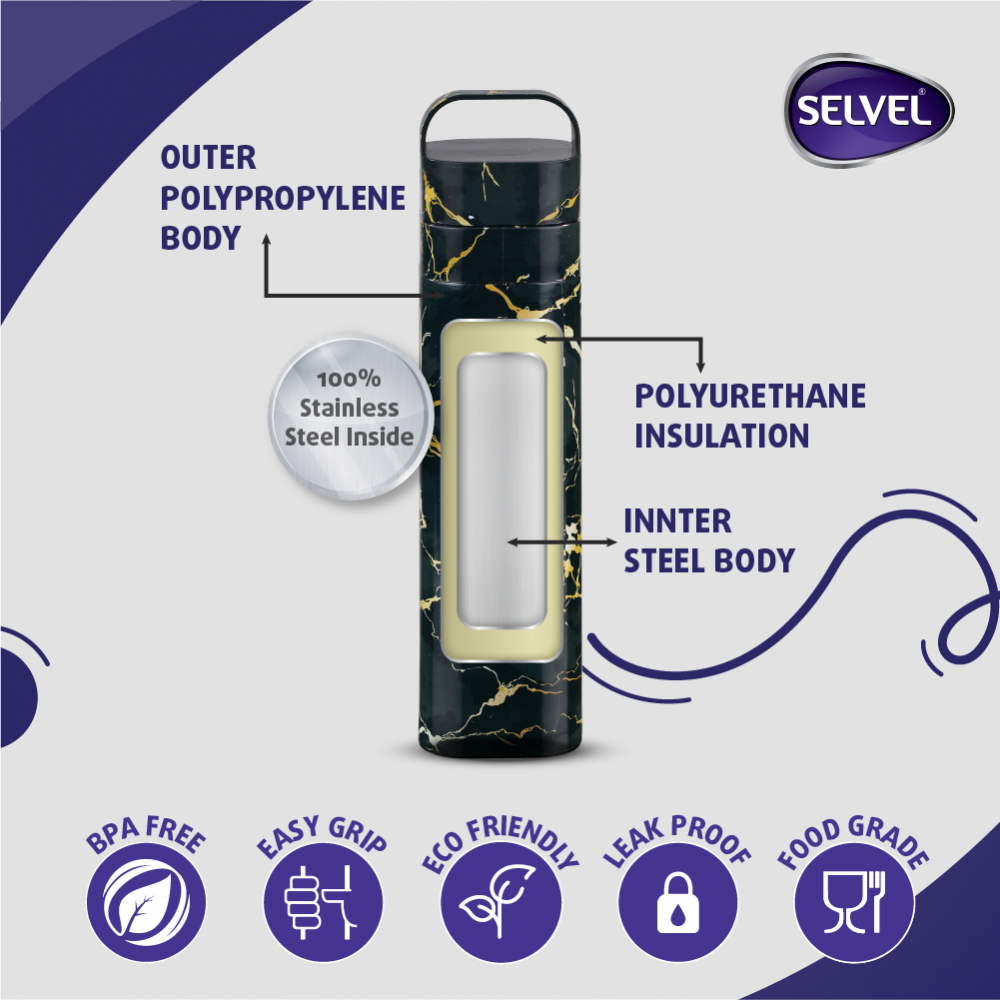 SELVEL®
OUTER
POLYPROPYLENE
BODY
100%
Stainless
Steel Inside
POLYURETHANE
INSULATION
INNTER
STEEL BODY
BPA FREE
EASY GRIP
ECO FRIENDLY
LEAK PROOF
FOOD GRADE